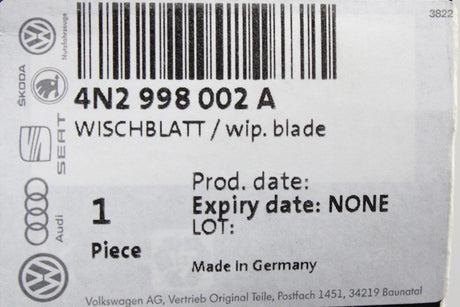 3822
Nutzfahrzeuge
ŠKODA
SEAT
Audi
4N2 998 002 A
WISCHBLATT / wip. blade
Prod. date:
1 Expiry date: NONE
LOT:
Piece
Made in Germany
Volkswagen AG, Vertrieb Original Teile, Postfach 1451, 34219 Baunatal